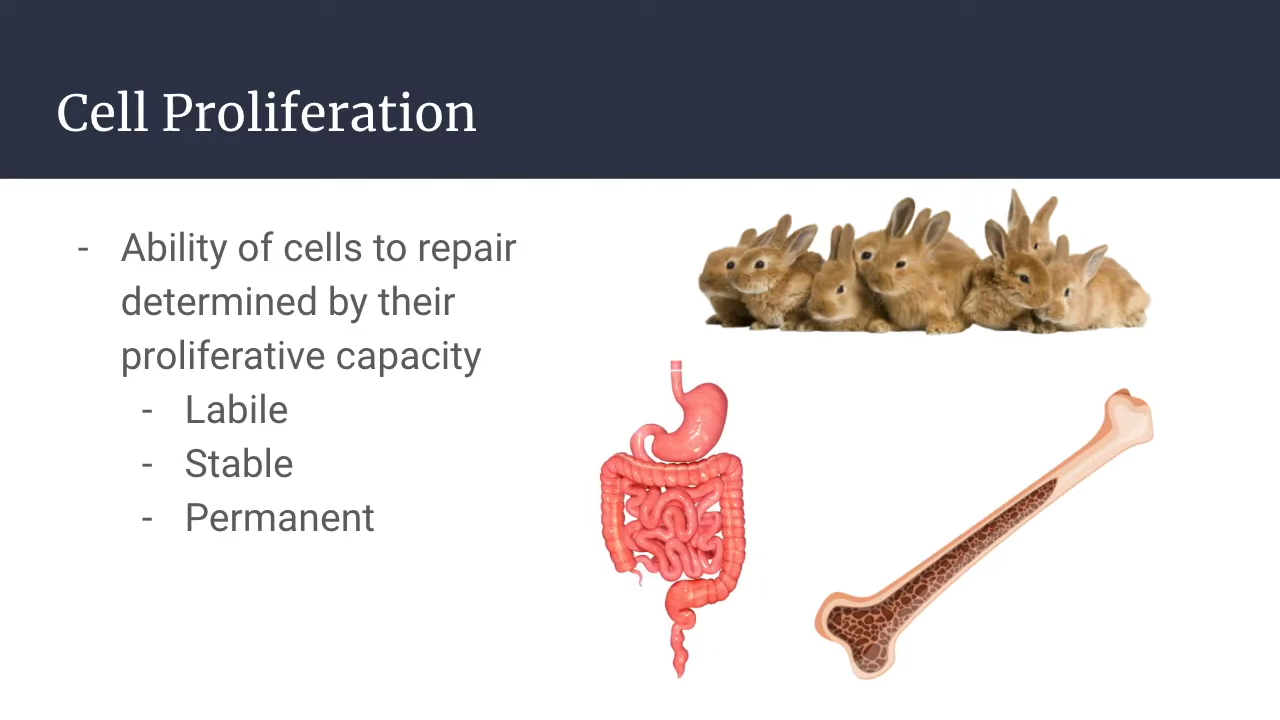 Cell Proliferation
- Ability of cells to repair
determined by their
proliferative capacity
- Labile
- Stable
- Permanent